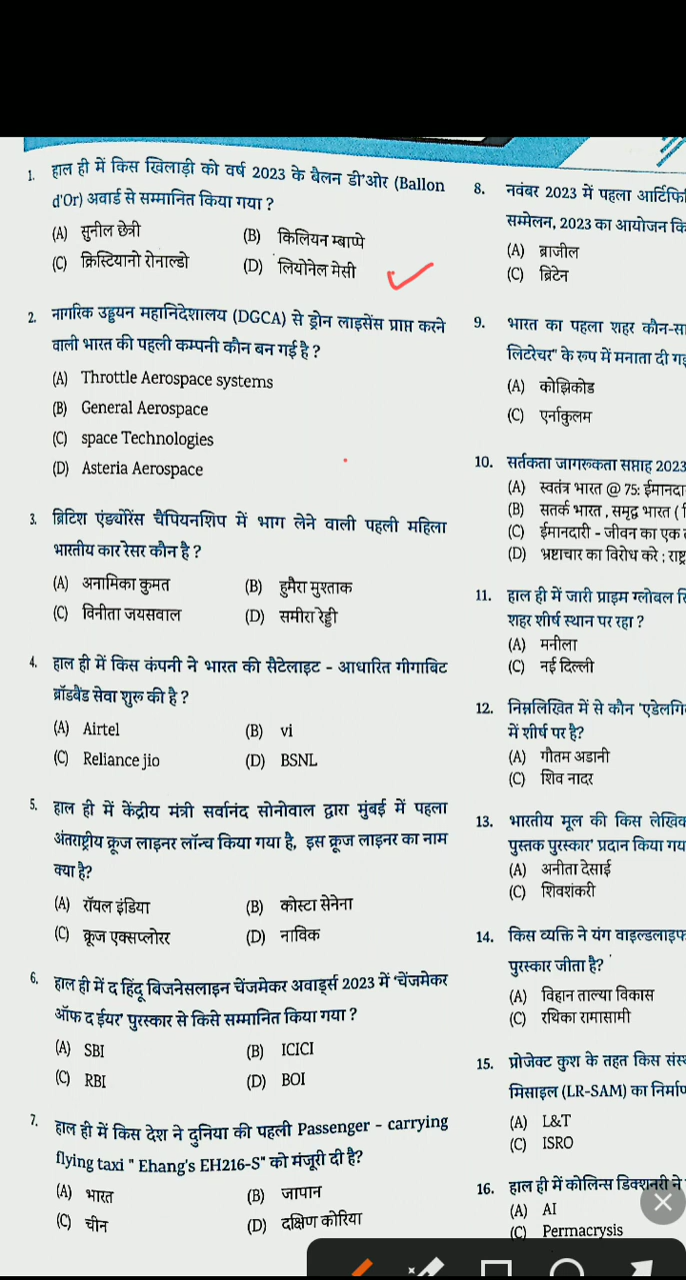 1. हाल ही में किस खिलाड़ी को वर्ष 2023 के बैलन डी'ओर (Ballon
d'Or) अवार्ड से सम्मानित किया गया ?
(A) सुनील छेत्री (B) किलियन म्बाप्पे
(C) क्रिस्टियानो रोनाल्डो (D) लियोनेल मेसी
2. नागरिक उड्डयन महानिदेशालय (DGCA) से ड्रोन लाइसेंस प्राप्त करने
वाली भारत की पहली कम्पनी कौन बन गई है ?
(A) Throttle Aerospace systems
(B) General Aerospace
(C) space Technologies
(D) Asteria Aerospace
3. ब्रिटिश एंड्योरेंस चैंपियनशिप में भाग लेने वाली पहली महिला
भारतीय कार रेसर कौन है ?
(A) अनामिका कुमत (B) हुमैरा मुश्ताक
(C) विनीता जयसवाल (D) समीरा रेड्डी
4. हाल ही में किस कंपनी ने भारत की सैटेलाइट - आधारित गीगाबिट
ब्रॉडबैंड सेवा शुरू की है ?
(A) Airtel (B) vi
(C) Reliance jio (D) BSNL
5. हाल ही में केंद्रीय मंत्री सर्वानंद सोनोवाल द्वारा मुंबई में पहला
अंतराष्ट्रीय क्रूज लाइनर लॉन्च किया गया है, इस क्रूज लाइनर का नाम
क्या है?
(A) रॉयल इंडिया (B) कोस्टा सेनेना
(C) क्रूज एक्सप्लोरर (D) नाविक
6. हाल ही में द हिंदू बिजनेसलाइन चेंजमेकर अवार्ड्स 2023 में 'चेंजमेकर
ऑफ द ईयर' पुरस्कार से किसे सम्मानित किया गया ?
(A) SBI (B) ICICI
(C) RBI (D) BOI
7. हाल ही में किस देश ने दुनिया की पहली Passenger - carrying
flying taxi " Ehang's EH216-S" को मंजूरी दी है?
(A) भारत (B) जापान
(C) चीन (D) दक्षिण कोरिया
8. नवंबर 2023 में पहला आर्टिफि
सम्मेलन, 2023 का आयोजन कि
(A) ब्राजील
(C) ब्रिटेन
9. भारत का पहला शहर कौन-सा
लिटरेचर" के रूप में मनाता दी गई
(A) कोझिकोड
(C) एर्नाकुलम
10. सर्तकता जागरूकता सप्ताह 2023
(A) स्वतंत्र भारत @ 75: ईमानदा
(B) सतर्क भारत , समृद्ध भारत (
(C) ईमानदारी - जीवन का एक
(D) भ्रष्टाचार का विरोध करे ; राष्ट्र
11. हाल ही में जारी प्राइम ग्लोबल
शहर शीर्ष स्थान पर रहा ?
(A) मनीला
(C) नई दिल्ली
12. निम्नलिखित में से कौन 'एडेलगि
में शीर्ष पर है?
(A) गौतम अडानी
(C) शिव नादर
13. भारतीय मूल की किस लेखिक
पुस्तक पुरस्कार' प्रदान किया गय
(A) अनीता देसाई
(C) शिवशंकरी
14. किस व्यक्ति ने यंग वाइल्डलाइफ
पुरस्कार जीता है?
(A) विहान ताल्या विकास
(C) रथिका रामासामी
15. प्रोजेक्ट कुश के तहत किस संस्
मिसाइल (LR-SAM) का निर्माण
(A) L&T
(C) ISRO
16. हाल ही में कोलिन्स डिक्शनरी ने
(A) AI
(C) Permacrysis